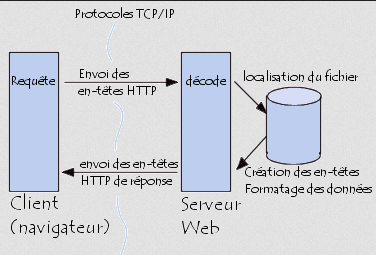 Protocoles TCP/IP
Requête
Envoi des
en-têtes HTTP
décode
localisation du fichier
envoi des en-têtes
HTTP de réponse
Création des en-têtes
Formatage des données
Client
(navigateur)
Serveur
Web